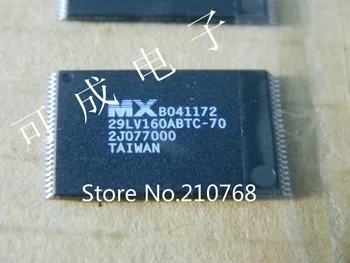 MX B041172
29LV160ABTC-70
2J077000
TAIWAN
可成电子
Store No.210768